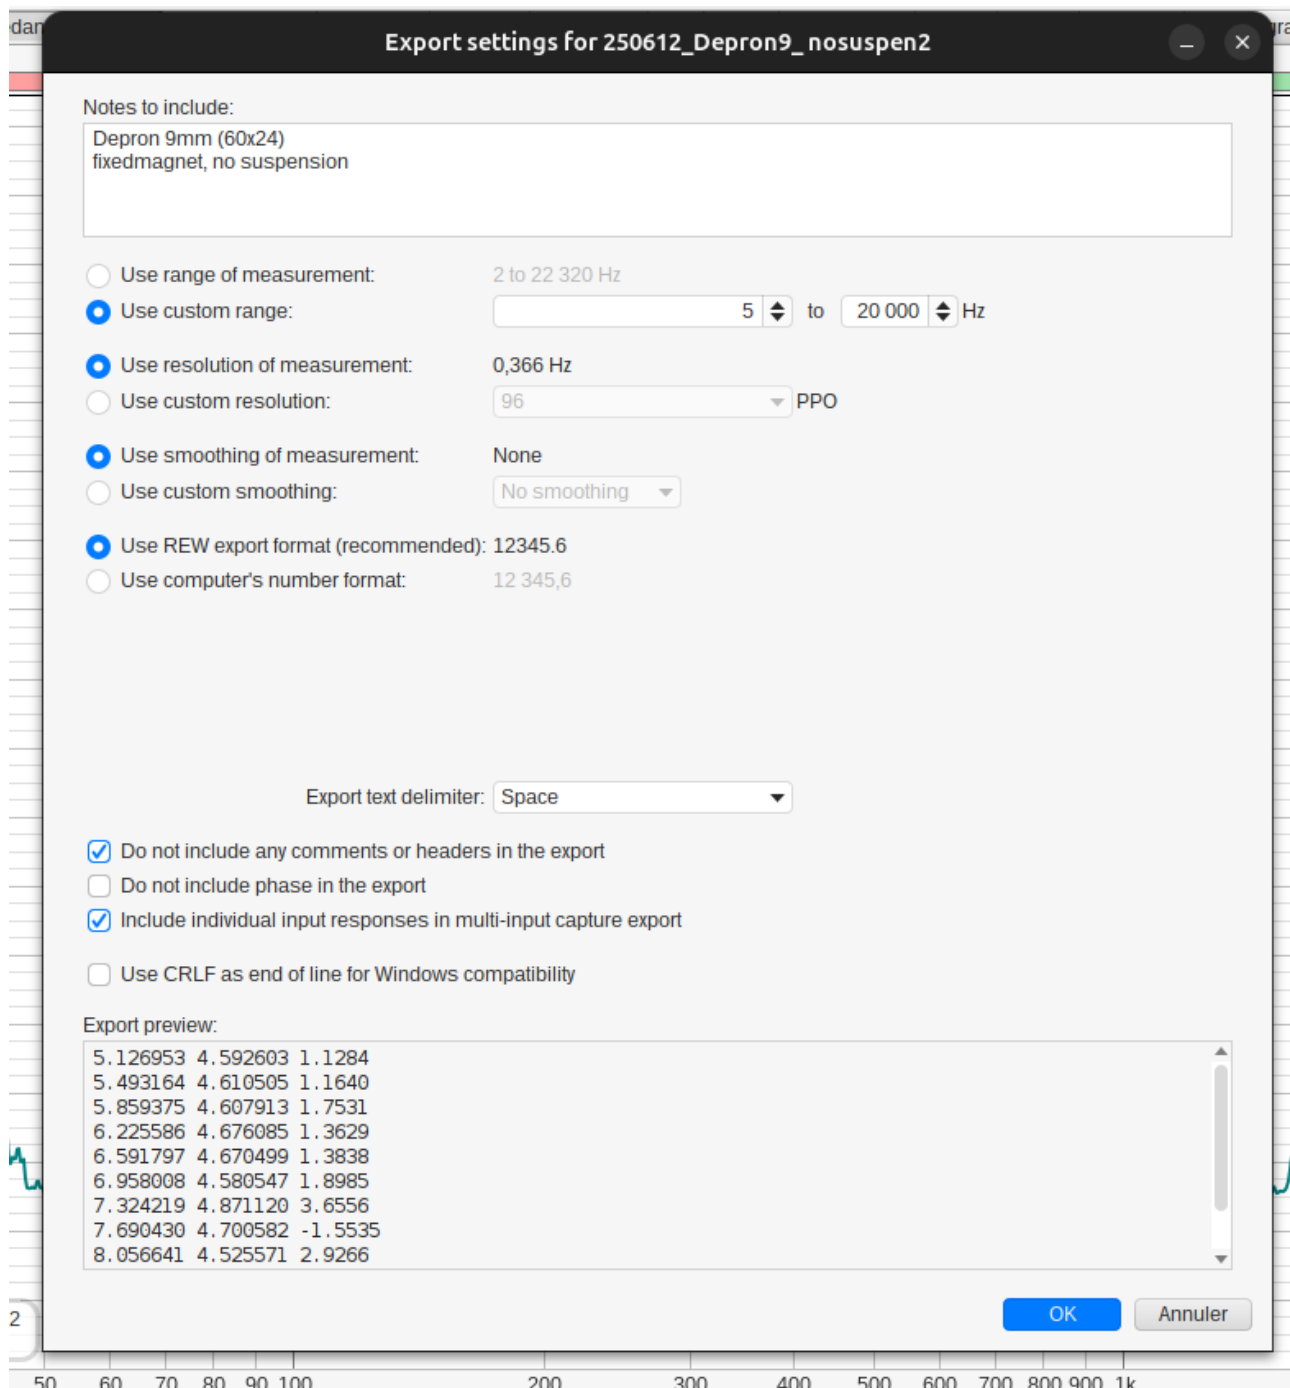 Export settings for 250612_Depron9_ nosuspen2
Notes to include:
Depron 9mm (60x24)
fixedmagnet, no suspension
Use range of measurement: 2 to 22 320 Hz
Use custom range: 5 to 20 000 Hz
Use resolution of measurement: 0,366 Hz
Use custom resolution: 96 PPO
Use smoothing of measurement: None
Use custom smoothing: No smoothing
Use REW export format (recommended): 12345.6
Use computer's number format: 12 345,6
Export text delimiter: Space
Do not include any comments or headers in the export
Do not include phase in the export
Include individual input responses in multi-input capture export
Use CRLF as end of line for Windows compatibility
Export preview:
5.126953 4.592603 1.1284
5.493164 4.610505 1.1640
5.859375 4.607913 1.7531
6.225586 4.676085 1.3629
6.591797 4.670499 1.3838
6.958008 4.580547 1.8985
7.324219 4.871120 3.6556
7.690430 4.700582 -1.5535
8.056641 4.525571 2.9266
OK Annuler
2
50 60 70 80 90 100 200 300 400 500 600 700 800 900 1k